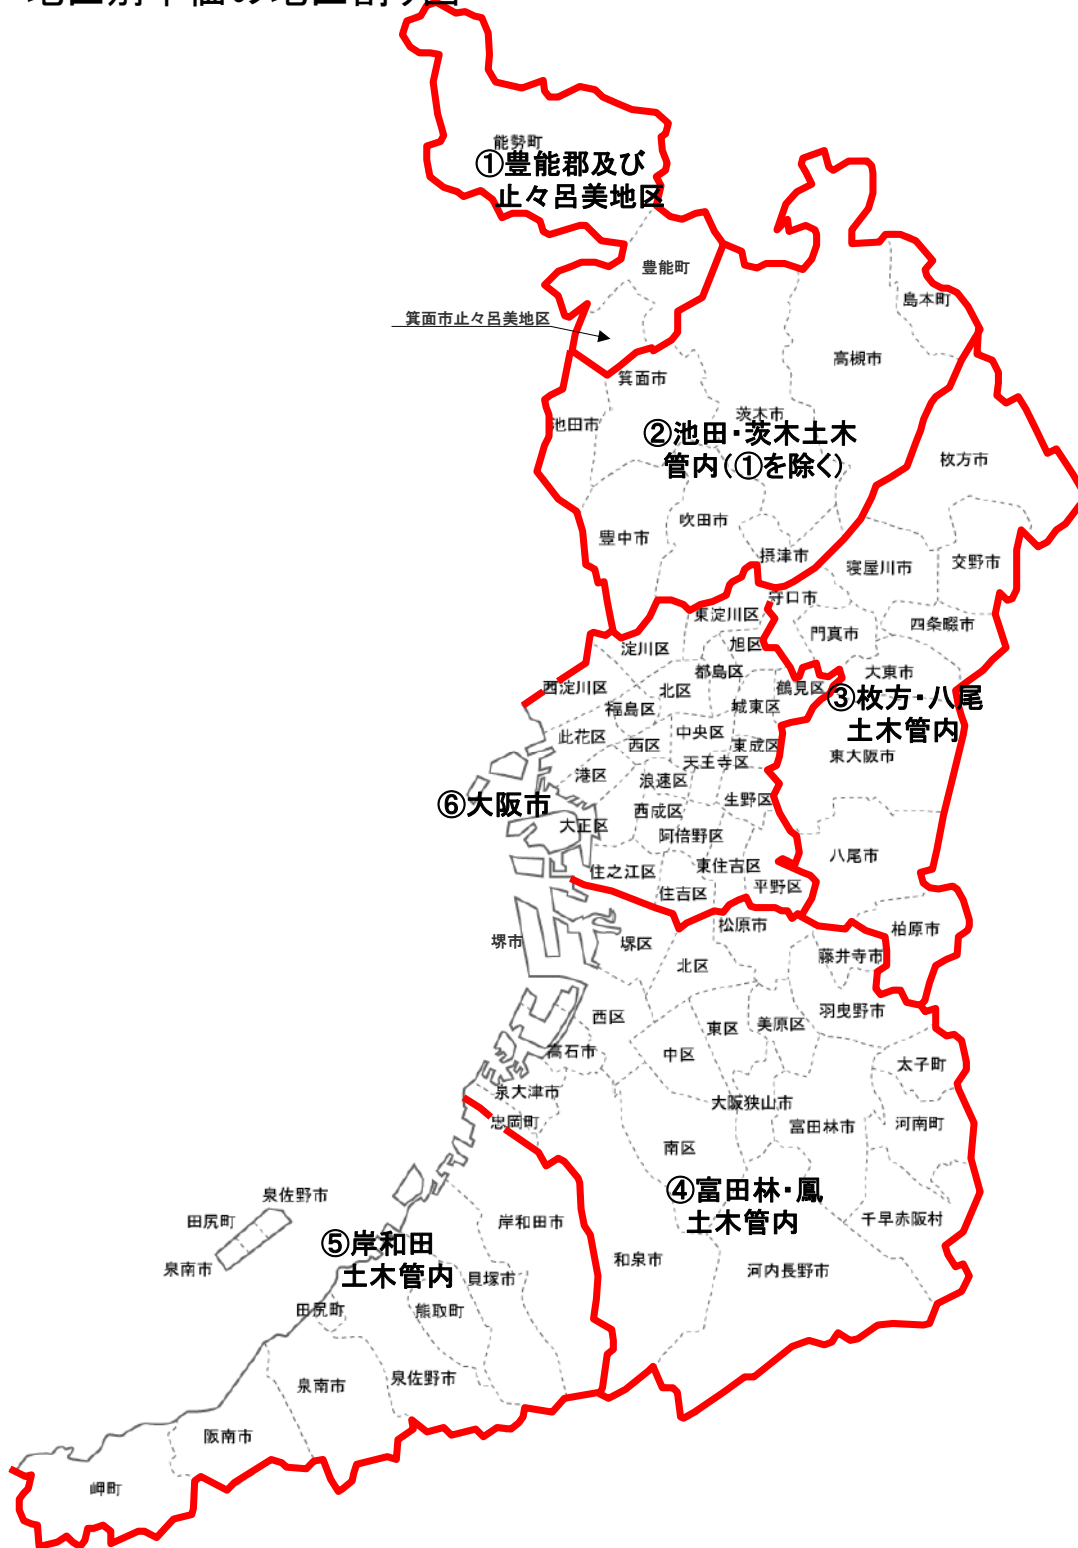 能勢町
①豊能郡及び
止々呂美地区
豊能町
島本町
箕面市止々呂美地区
高槻市
箕面市
茨木市
池田市
②池田・茨木土木
管内(①を除く)
枚方市
吹田市
豊中市
摂津市
寝屋川市
交野市
守口市
東淀川区
門真市
四条畷市
淀川区
旭区
都島区
大東市
西淀川区
北区
鶴見区
③枚方・八尾
土木管内
福島区
城東区
此花区
西区
中央区
東成区
東大阪市
天王寺区
港区
浪速区
生野区
⑥大阪市
西成区
大正区
阿倍野区
八尾市
住之江区
東住吉区
住吉区
平野区
松原市
柏原市
堺市
堺区
藤井寺市
北区
西区
羽曳野市
東区
美原区
高石市
中区
太子町
泉大津市
大阪狭山市
忠岡町
富田林市
河南町
南区
④富田林・鳳
土木管内
泉佐野市
田尻町
岸和田市
千早赤阪村
⑤岸和田
土木管内
泉南市
和泉市
河内長野市
貝塚市
田尻町
熊取町
泉佐野市
泉南市
阪南市
岬町